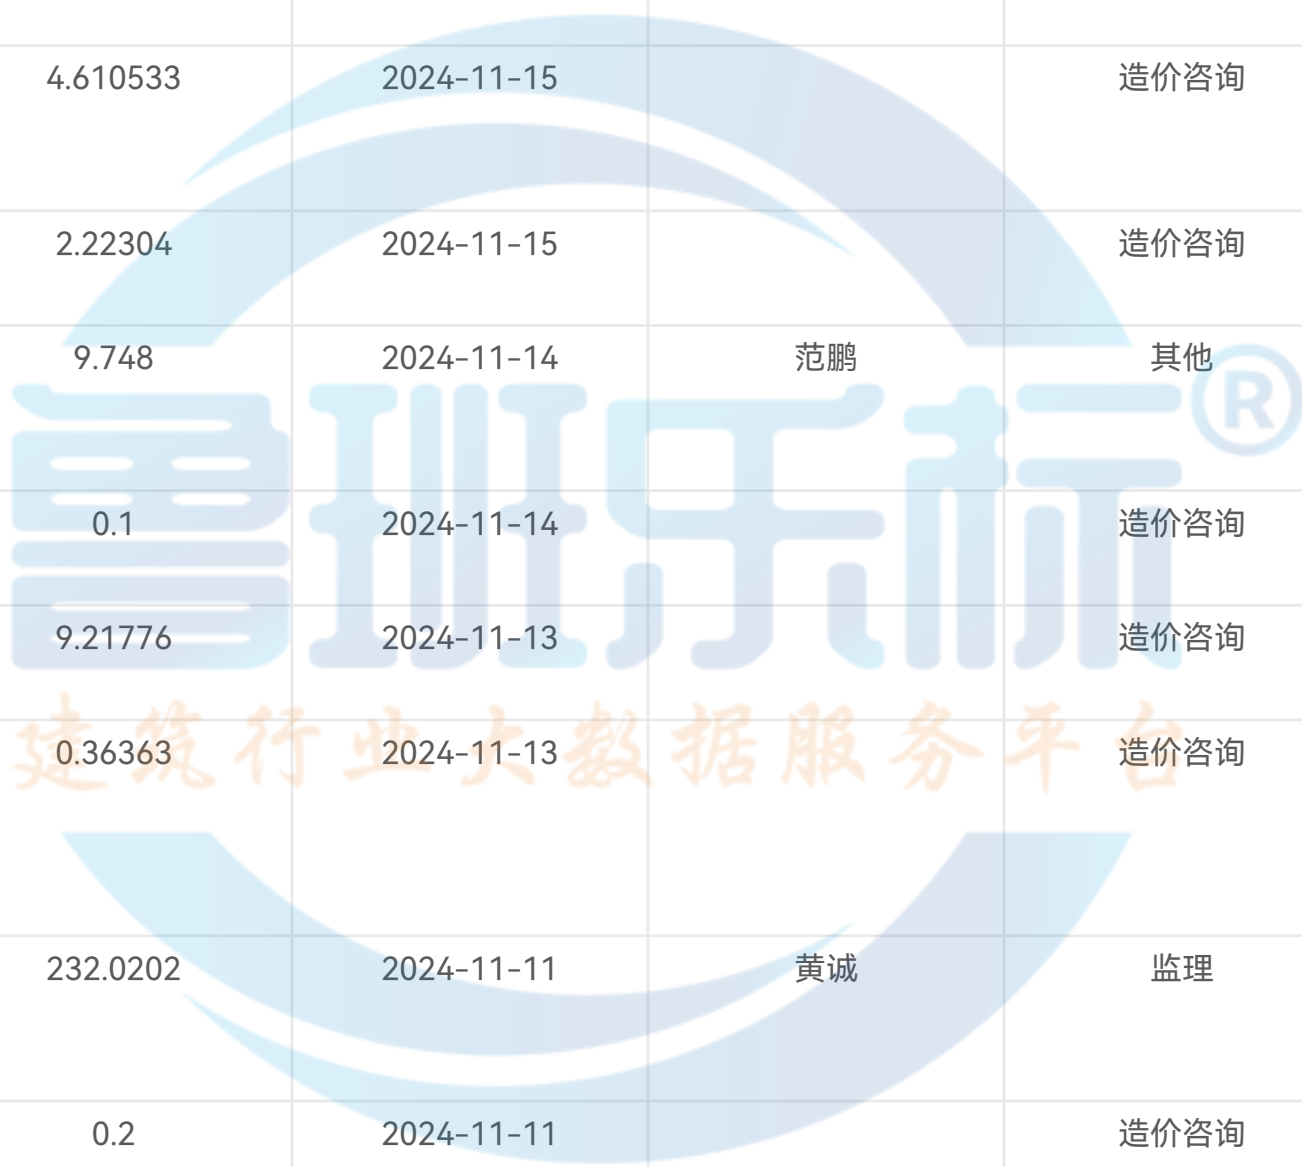 4.610533 2024-11-15 造价咨询
2.22304 2024-11-15 造价咨询
9.748 2024-11-14 范鹏 其他
鲁班乐标®
0.1 2024-11-14 造价咨询
9.21776 2024-11-13 造价咨询
建筑行业大数据服务平台
0.36363 2024-11-13 造价咨询
232.0202 2024-11-11 黄诚 监理
0.2 2024-11-11 造价咨询